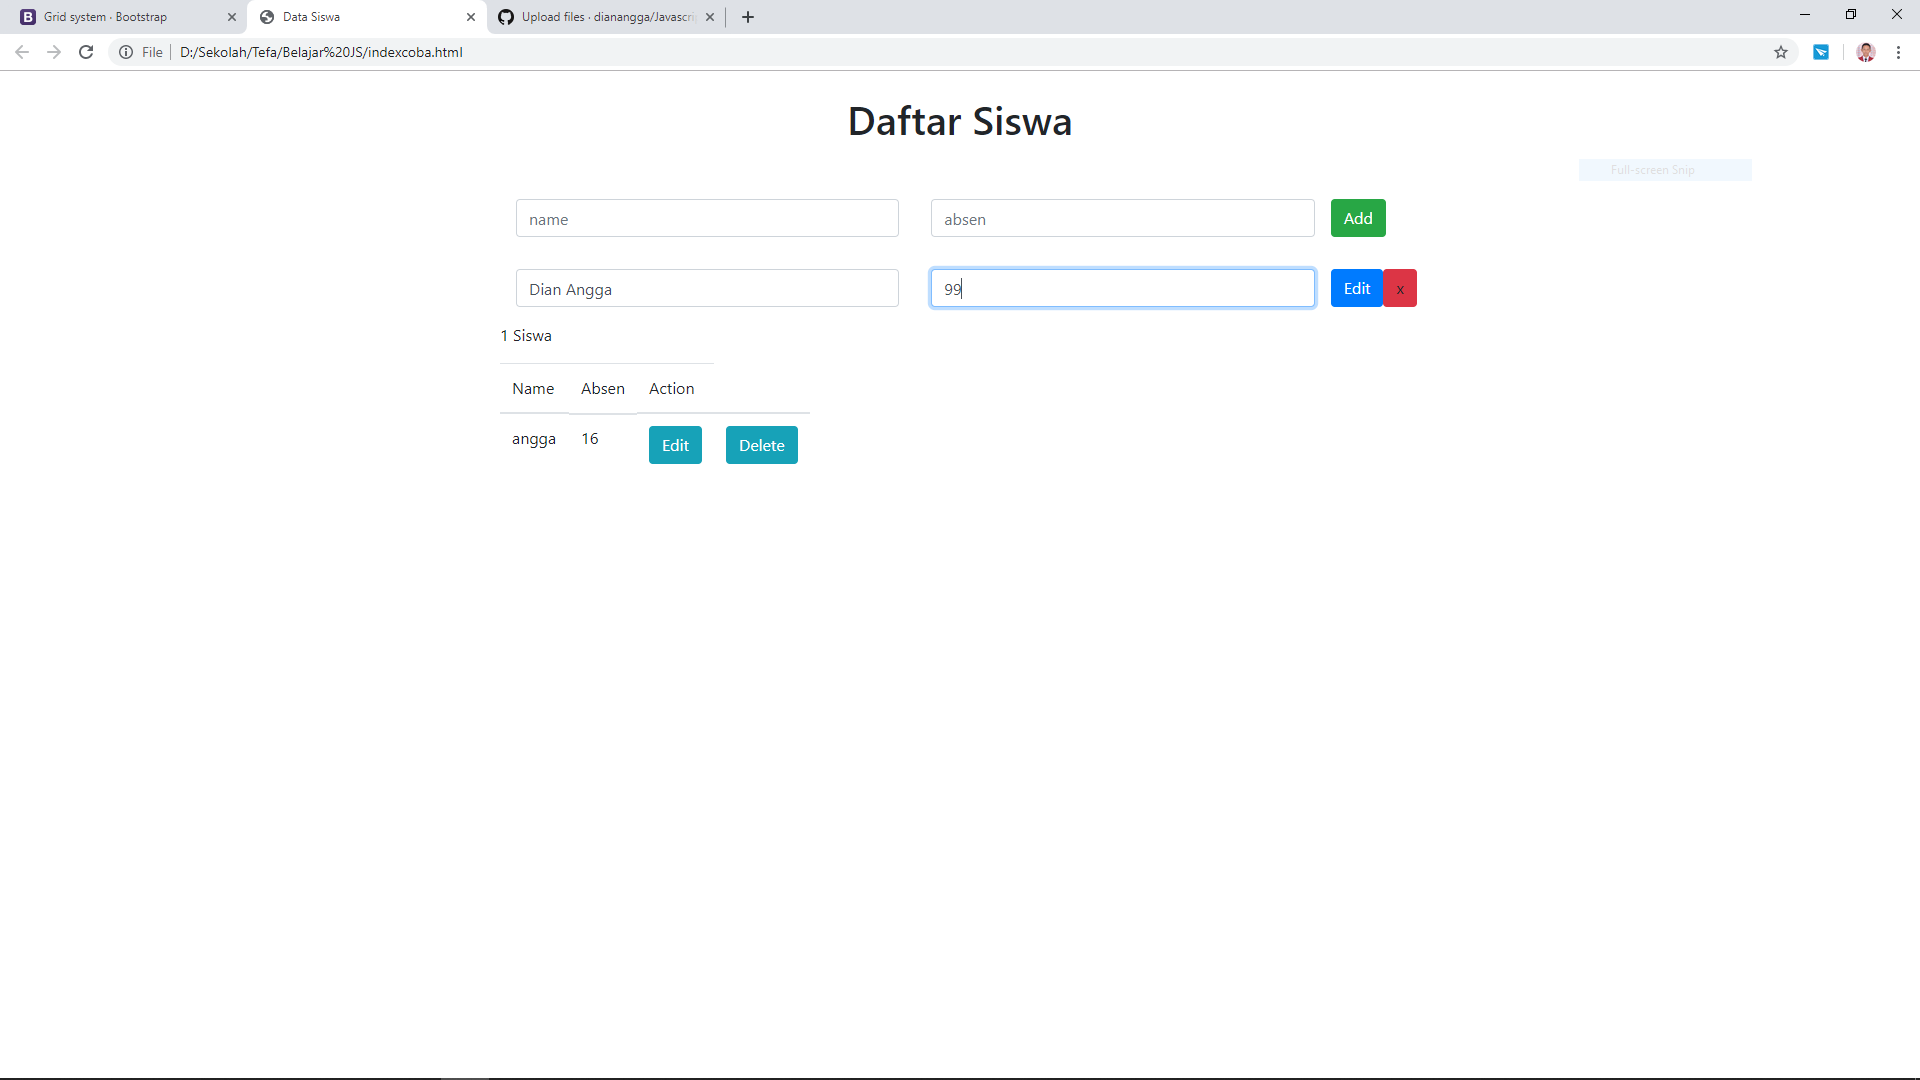 Grid system · Bootstrap
Data Siswa
Upload files · dianangga/Javascri
File
D:/Sekolah/Tefa/Belajar%20JS/indexcoba.html
Daftar Siswa
Full-screen Snip
name absen Add
Dian Angga 99 Edit x
1 Siswa
Name Absen Action
angga 16 Edit Delete